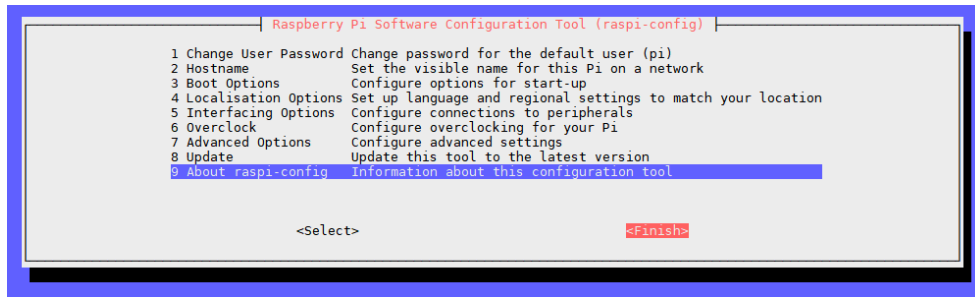 Raspberry Pi Software Configuration Tool (raspi-config)
1 Change User Password Change password for the default user (pi)
2 Hostname Set the visible name for this Pi on a network
3 Boot Options Configure options for start-up
4 Localisation Options Set up language and regional settings to match your location
5 Interfacing Options Configure connections to peripherals
6 Overclock Configure overclocking for your Pi
7 Advanced Options Configure advanced settings
8 Update Update this tool to the latest version
9 About raspi-config Information about this configuration tool
<Select> <Finish>